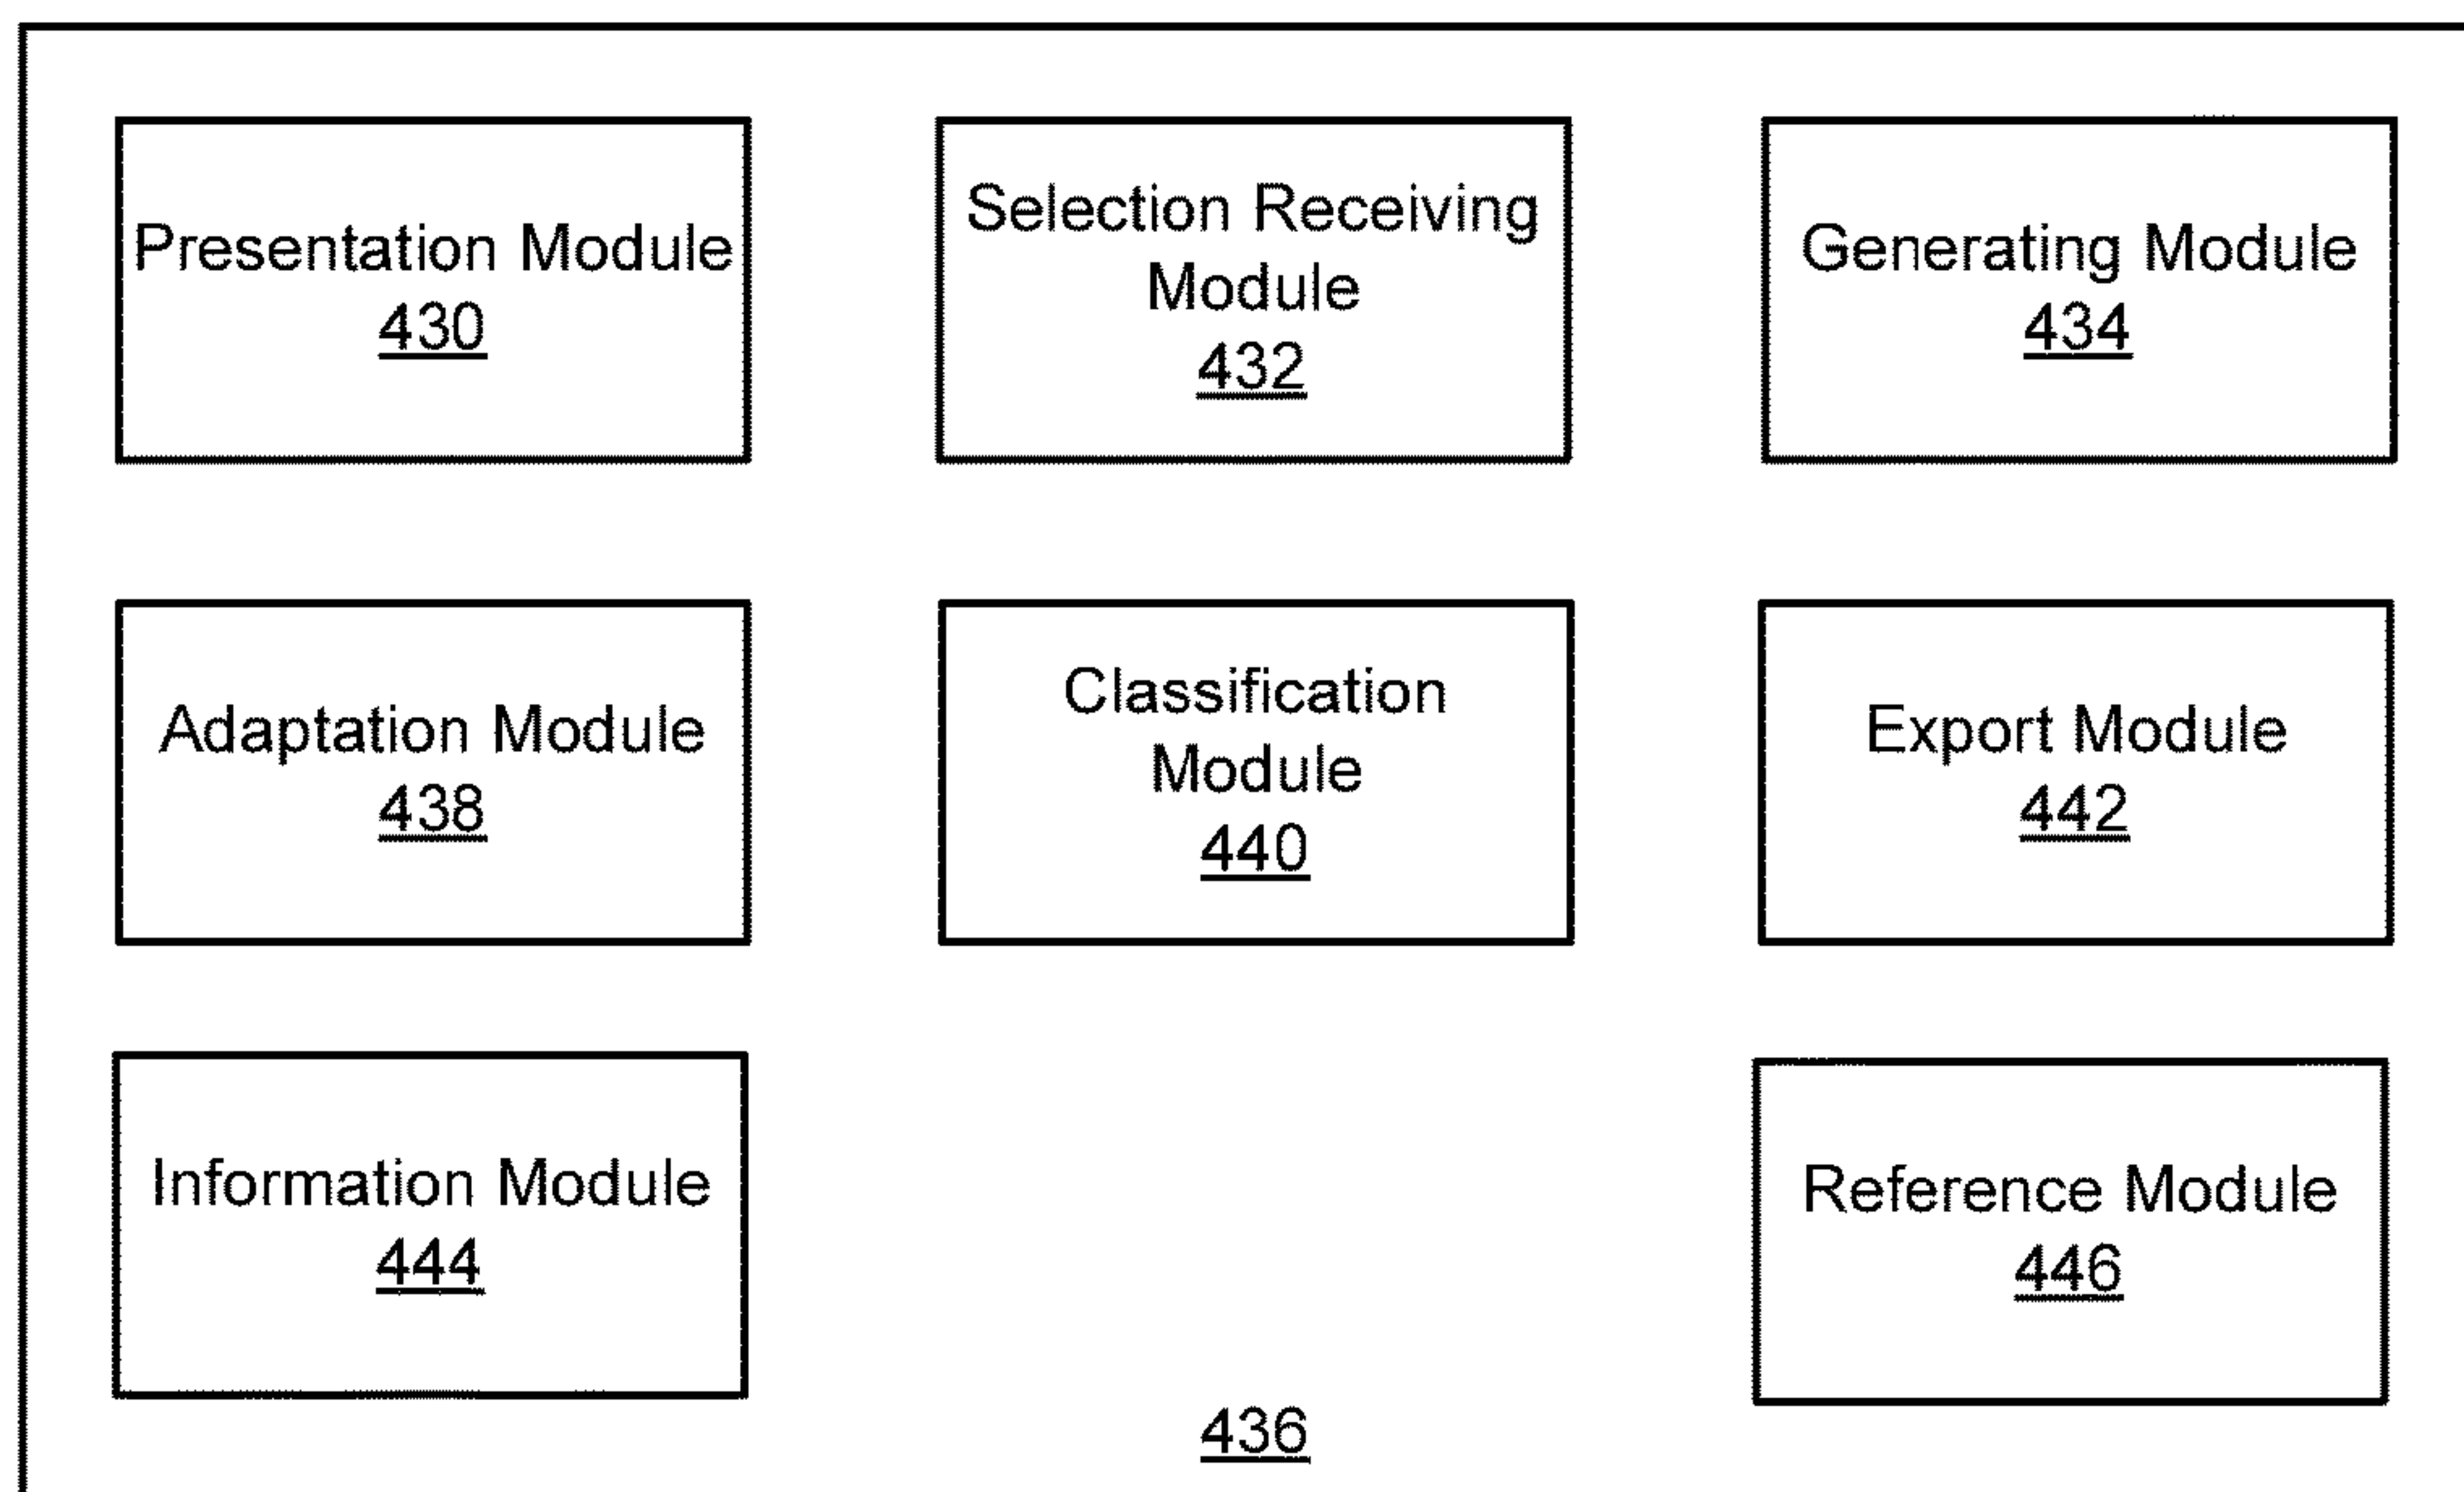 Presentation Module
430
Selection Receiving
Module
432
Generating Module
434
Adaptation Module
438
Classification
Module
440
Export Module
442
Information Module
444
Reference Module
446
436